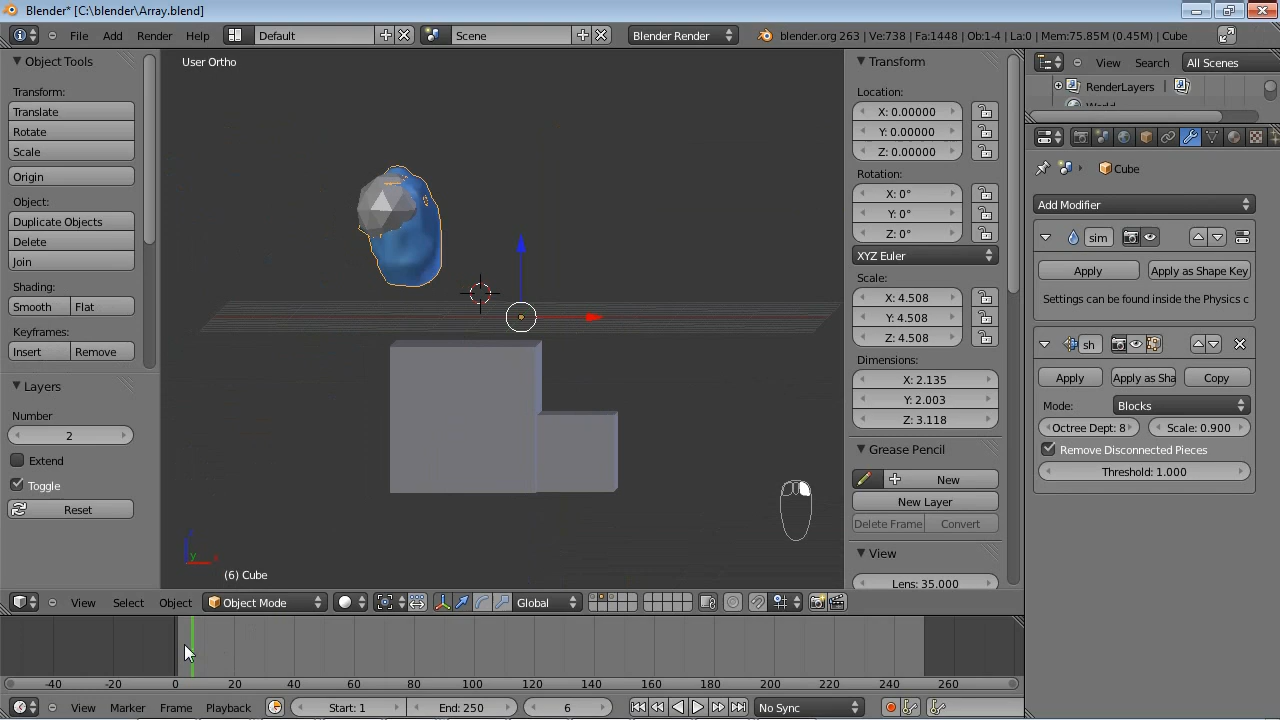 Blender* [C:\blender\Array.blend]
File Add Render Help Default Scene Blender Render blender.org 263 | Ve:738 | Fa:1448 | Ob:1-4 | La:0 | Mem:75.85M (0.45M) | Cube
Object Tools
Transform:
Translate
Rotate
Scale
Origin
Object:
Duplicate Objects
Delete
Join
Shading:
Smooth Flat
Keyframes:
Insert Remove
Layers
Number
2
Extend
Toggle
Reset
User Ortho
(6) Cube
Transform
Location:
X: 0.00000
Y: 0.00000
Z: 0.00000
Rotation:
X: 0°
Y: 0°
Z: 0°
XYZ Euler
Scale:
X: 4.508
Y: 4.508
Z: 4.508
Dimensions:
X: 2.135
Y: 2.003
Z: 3.118
Grease Pencil
New
New Layer
Delete Frame Convert
View
Lens: 35.000
View Search All Scenes
RenderLayers
World
Cube
Add Modifier
sim
Apply Apply as Shape Key
Settings can be found inside the Physics c
sh
Apply Apply as Sha Copy
Mode: Blocks
Octree Dept: 8 Scale: 0.900
Remove Disconnected Pieces
Threshold: 1.000
View Select Object Object Mode Global
-40 -20 0 20 40 60 80 100 120 140 160 180 200 220 240 260
View Marker Frame Playback Start: 1 End: 250 6 No Sync